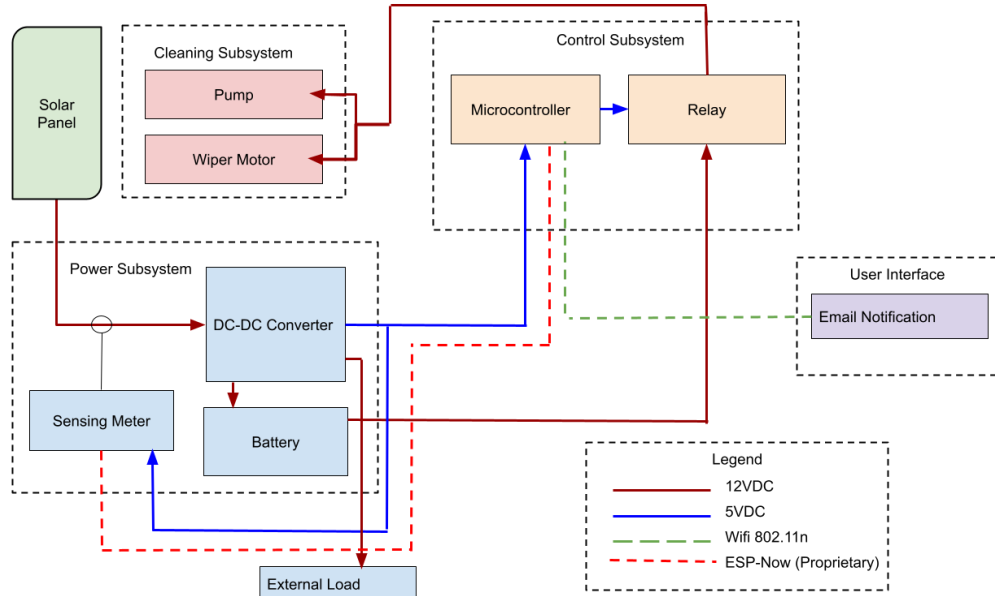 Solar
Panel
Cleaning Subsystem
Pump
Wiper Motor
Control Subsystem
Microcontroller
Relay
Power Subsystem
DC-DC Converter
Sensing Meter
Battery
External Load
User Interface
Email Notification
Legend
12VDC
5VDC
Wifi 802.11n
ESP-Now (Proprietary)